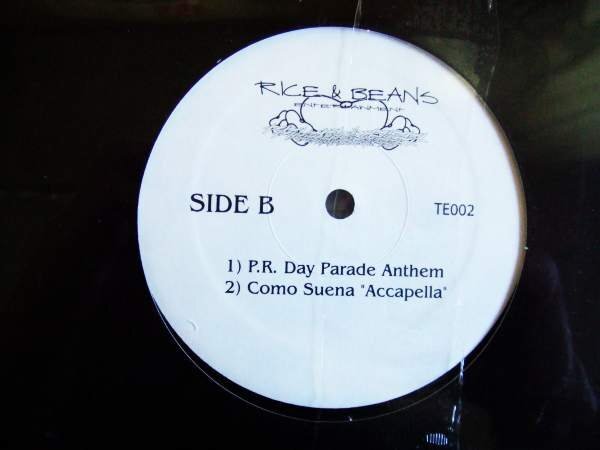 RICE & BEANS
ENTERTAINMENT
SIDE B
TE002
1) P.R. Day Parade Anthem
2) Como Suena "Accapella"